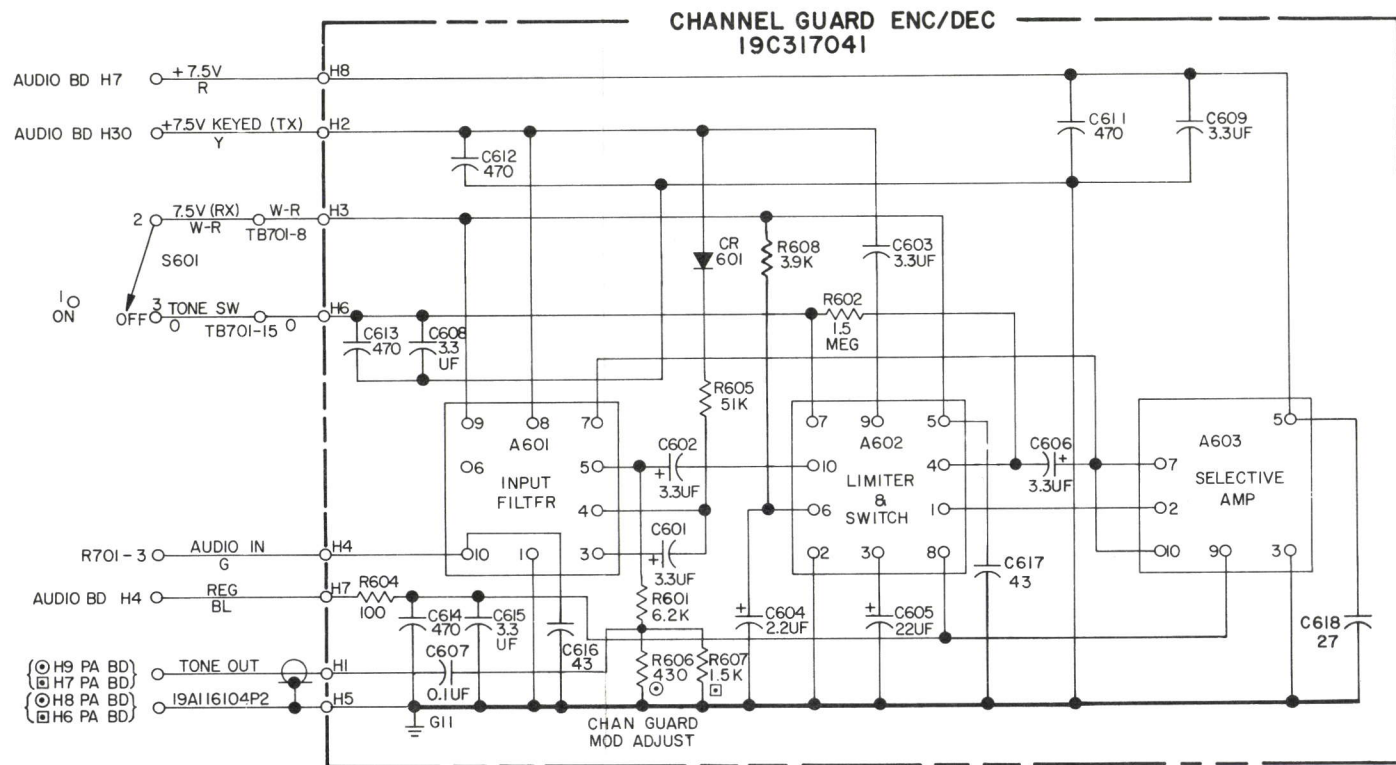 CHANNEL GUARD ENC/DEC
19C317041
AUDIO BD H7
+7.5V
R
H8
AUDIO BD H30
+7.5V KEYED (TX)
Y
H2
C612
470
C611
470
C609
3.3UF
2
7.5V (RX)
W-R
W-R
TB701-8
H3
S601
1
ON
OFF
3
TONE SW
O
TB701-15
O
H6
CR
601
R608
3.9K
C603
3.3UF
R602
1.5
MEG
C613
470
C608
3.3
UF
R605
51K
9
8
7
A601
6
INPUT
FILTFR
5
4
10
1
3
C602
+
3.3UF
C601
+
3.3UF
7
9
5
A602
10
4
LIMITER
&
SWITCH
6
1
2
3
8
C606
+
3.3UF
5
A603
7
SELECTIVE
AMP
2
10
9
3
R701-3
AUDIO IN
G
H4
AUDIO BD H4
REG
BL
H7
R604
100
C614
470
C615
3.3
UF
C616
43
R601
6.2K
C607
0.1UF
R606
430
R607
1.5K
+
C604
2.2UF
+
C605
22UF
C617
43
C618
27
H9 PA BD
H7 PA BD
TONE OUT
H1
H8 PA BD
H6 PA BD
19A116104P2
H5
G11
CHAN GUARD
MOD ADJUST